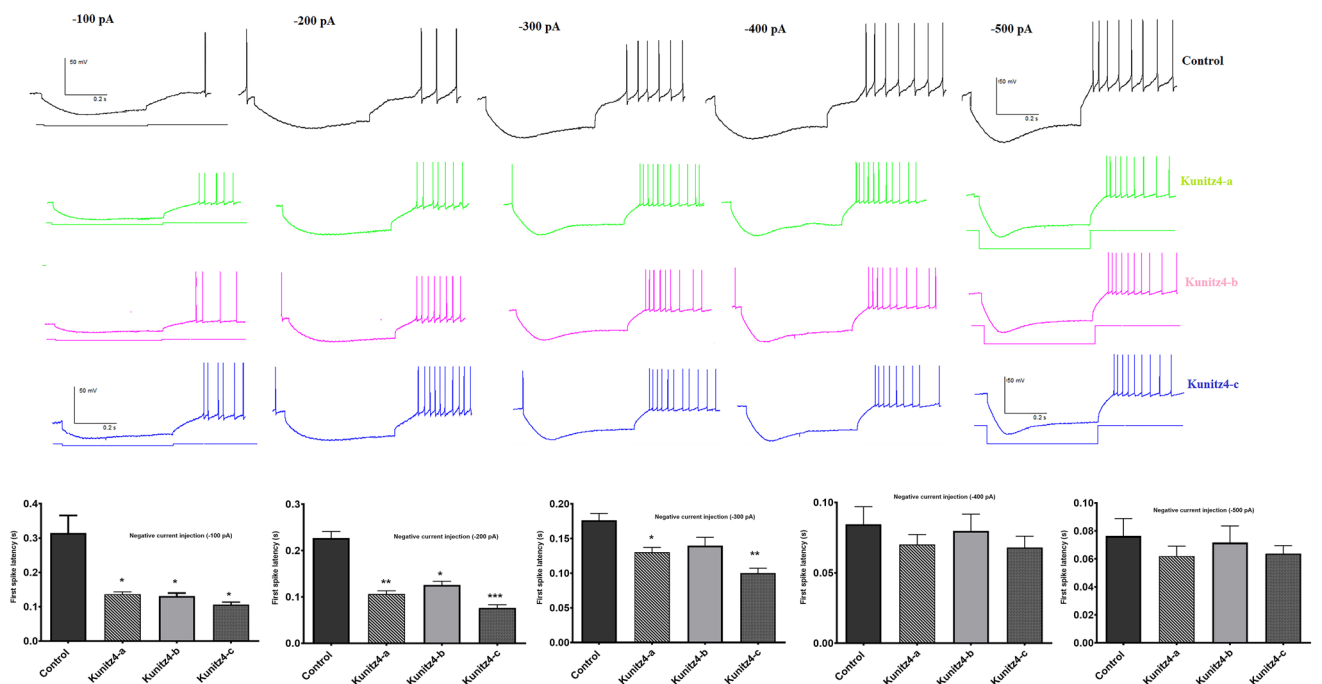 -100 pA
-200 pA
-300 pA
-400 pA
-500 pA
Control
50 mV
0.2 s
50 mV
0.2 s
Kunitz4-a
Kunitz4-b
Kunitz4-c
50 mV
0.2 s
50 mV
0.2 s
First spike latency (s)
0.4
0.3
0.2
0.1
0.0
Negative current injection (-100 pA)
*
*
*
Control
Kunitz4-a
Kunitz4-b
Kunitz4-c
First spike latency (s)
0.3
0.2
0.1
0.0
Negative current injection (-200 pA)
**
*
***
Control
Kunitz4-a
Kunitz4-b
Kunitz4-c
First spike latency (s)
0.20
0.15
0.10
0.05
0.00
Negative current injection (-300 pA)
*
**
Control
Kunitz4-a
Kunitz4-b
Kunitz4-c
First spike latency (s)
0.10
0.05
0.00
Negative current injection (-400 pA)
Control
Kunitz4-a
Kunitz4-b
Kunitz4-c
First spike latency (s)
0.10
0.08
0.06
0.04
0.02
0.00
Negative current injection (-500 pA)
Control
Kunitz4-a
Kunitz4-b
Kunitz4-c